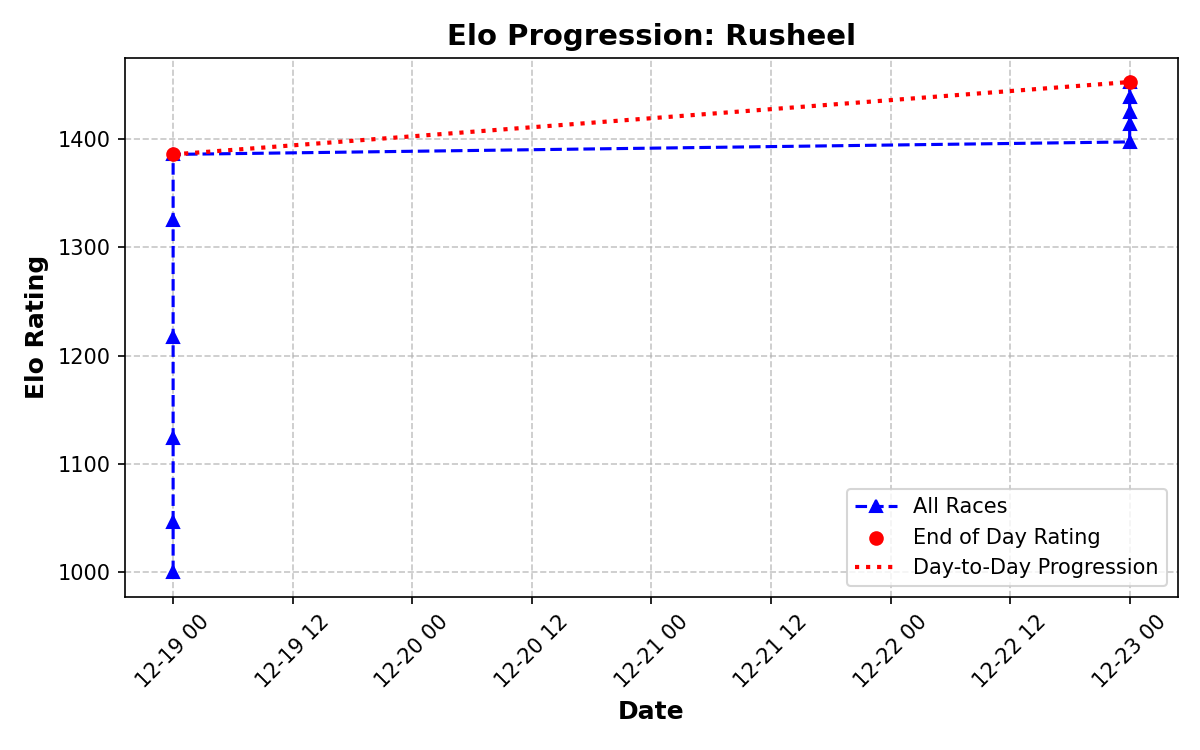 Elo Progression: Rusheel
Elo Rating
1400
1300
1200
1100
1000
All Races
End of Day Rating
Day-to-Day Progression
12-19 00
12-19 12
12-20 00
12-20 12
12-21 00
12-21 12
12-22 00
12-22 12
12-23 00
Date